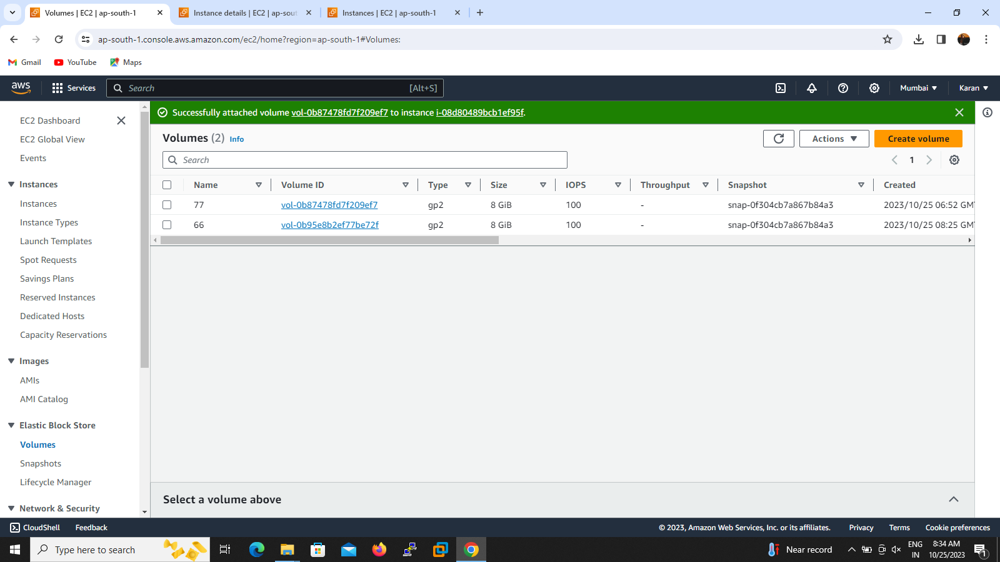 Volumes | EC2 | ap-south-1
Instance details | EC2 | ap-sout
Instances | EC2 | ap-south-1
ap-south-1.console.aws.amazon.com/ec2/home?region=ap-south-1#Volumes:
Gmail
YouTube
Maps
aws
Services
Search
[Alt+S]
Mumbai
Karan
EC2 Dashboard
EC2 Global View
Events
Instances
Instances
Instance Types
Launch Templates
Spot Requests
Savings Plans
Reserved Instances
Dedicated Hosts
Capacity Reservations
Images
AMIs
AMI Catalog
Elastic Block Store
Volumes
Snapshots
Lifecycle Manager
Network & Security
Successfully attached volume vol-0b87478fd7f209ef7 to instance i-08d80489bcb1ef95f.
Volumes (2) Info
Actions
Create volume
Search
1
Name Volume ID Type Size IOPS Throughput Snapshot Created
77 vol-0b87478fd7f209ef7 gp2 8 GiB 100 - snap-0f304cb7a867b84a3 2023/10/25 06:52 GMT
66 vol-0b95e8b2ef77be72f gp2 8 GiB 100 - snap-0f304cb7a867b84a3 2023/10/25 08:25 GMT
Select a volume above
CloudShell Feedback
© 2023, Amazon Web Services, Inc. or its affiliates. Privacy Terms Cookie preferences
Type here to search
Near record
ENG
IN
8:34 AM
10/25/2023
1